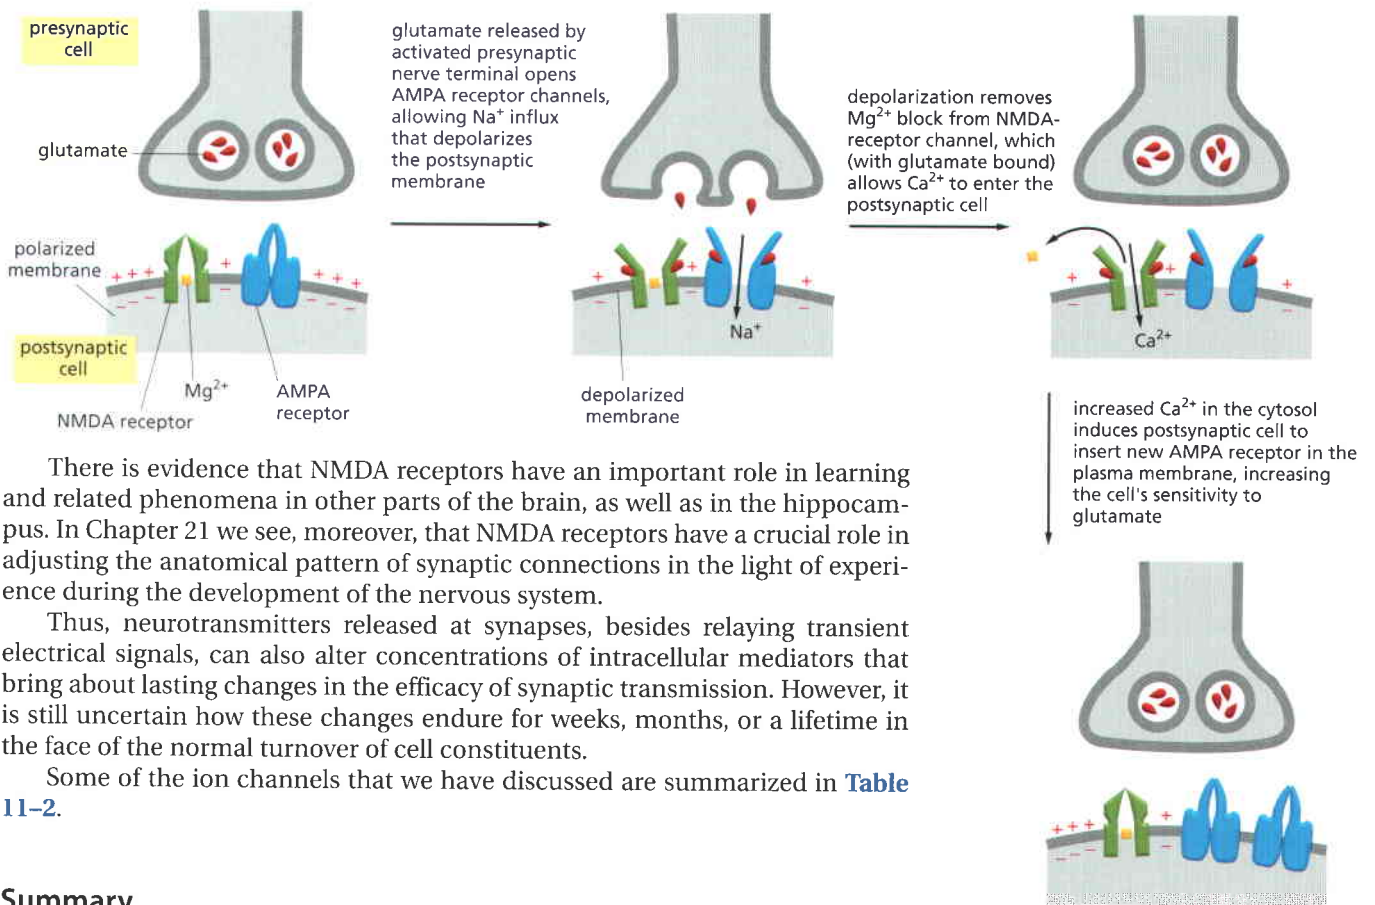 presynaptic
cell
glutamate
polarized
membrane
+ + +
– – –
+
–
+ + +
– – –
postsynaptic
cell
Mg2+
NMDA receptor
AMPA
receptor
glutamate released by
activated presynaptic
nerve terminal opens
AMPA receptor channels,
allowing Na+ influx
that depolarizes
the postsynaptic
membrane
+
–
+
–
+
–
Na+
depolarized
membrane
depolarization removes
Mg2+ block from NMDA-
receptor channel, which
(with glutamate bound)
allows Ca2+ to enter the
postsynaptic cell
+
–
+
–
+
–
Ca2+
increased Ca2+ in the cytosol
induces postsynaptic cell to
insert new AMPA receptor in the
plasma membrane, increasing
the cell's sensitivity to
glutamate
+ + +
– – –
+
–
There is evidence that NMDA receptors have an important role in learning
and related phenomena in other parts of the brain, as well as in the hippocam-
pus. In Chapter 21 we see, moreover, that NMDA receptors have a crucial role in
adjusting the anatomical pattern of synaptic connections in the light of experi-
ence during the development of the nervous system.
Thus, neurotransmitters released at synapses, besides relaying transient
electrical signals, can also alter concentrations of intracellular mediators that
bring about lasting changes in the efficacy of synaptic transmission. However, it
is still uncertain how these changes endure for weeks, months, or a lifetime in
the face of the normal turnover of cell constituents.
Some of the ion channels that we have discussed are summarized in Table
11–2.
Summary